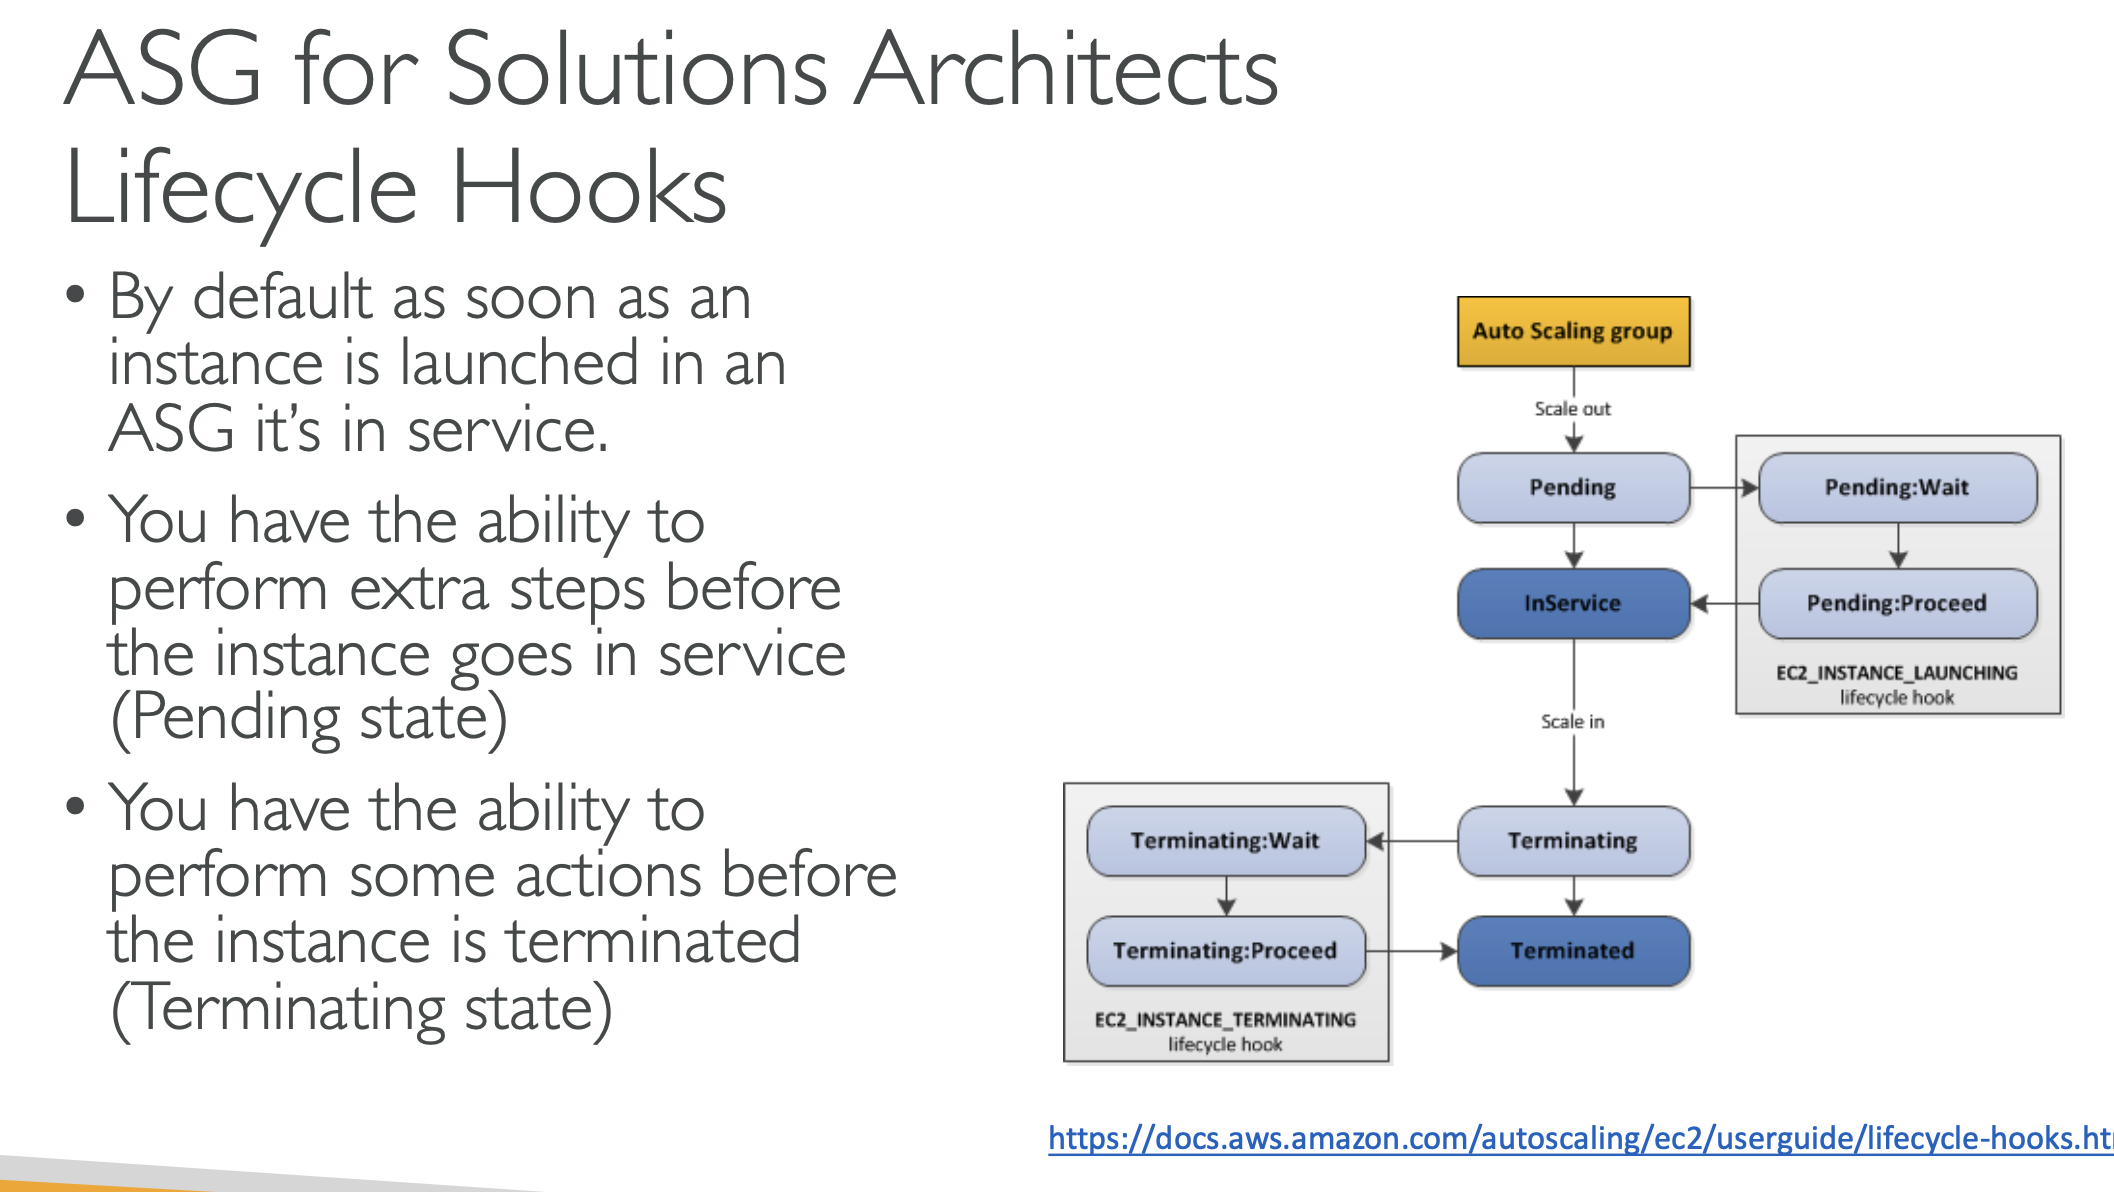 ASG for Solutions Architects
Lifecycle Hooks
• By default as soon as an
instance is launched in an
ASG it’s in service.
• You have the ability to
perform extra steps before
the instance goes in service
(Pending state)
• You have the ability to
perform some actions before
the instance is terminated
(Terminating state)
Auto Scaling group
Scale out
Pending
Pending:Wait
InService
Pending:Proceed
EC2_INSTANCE_LAUNCHING
lifecycle hook
Scale in
Terminating:Wait
Terminating
Terminating:Proceed
Terminated
EC2_INSTANCE_TERMINATING
lifecycle hook
https://docs.aws.amazon.com/autoscaling/ec2/userguide/lifecycle-hooks.ht